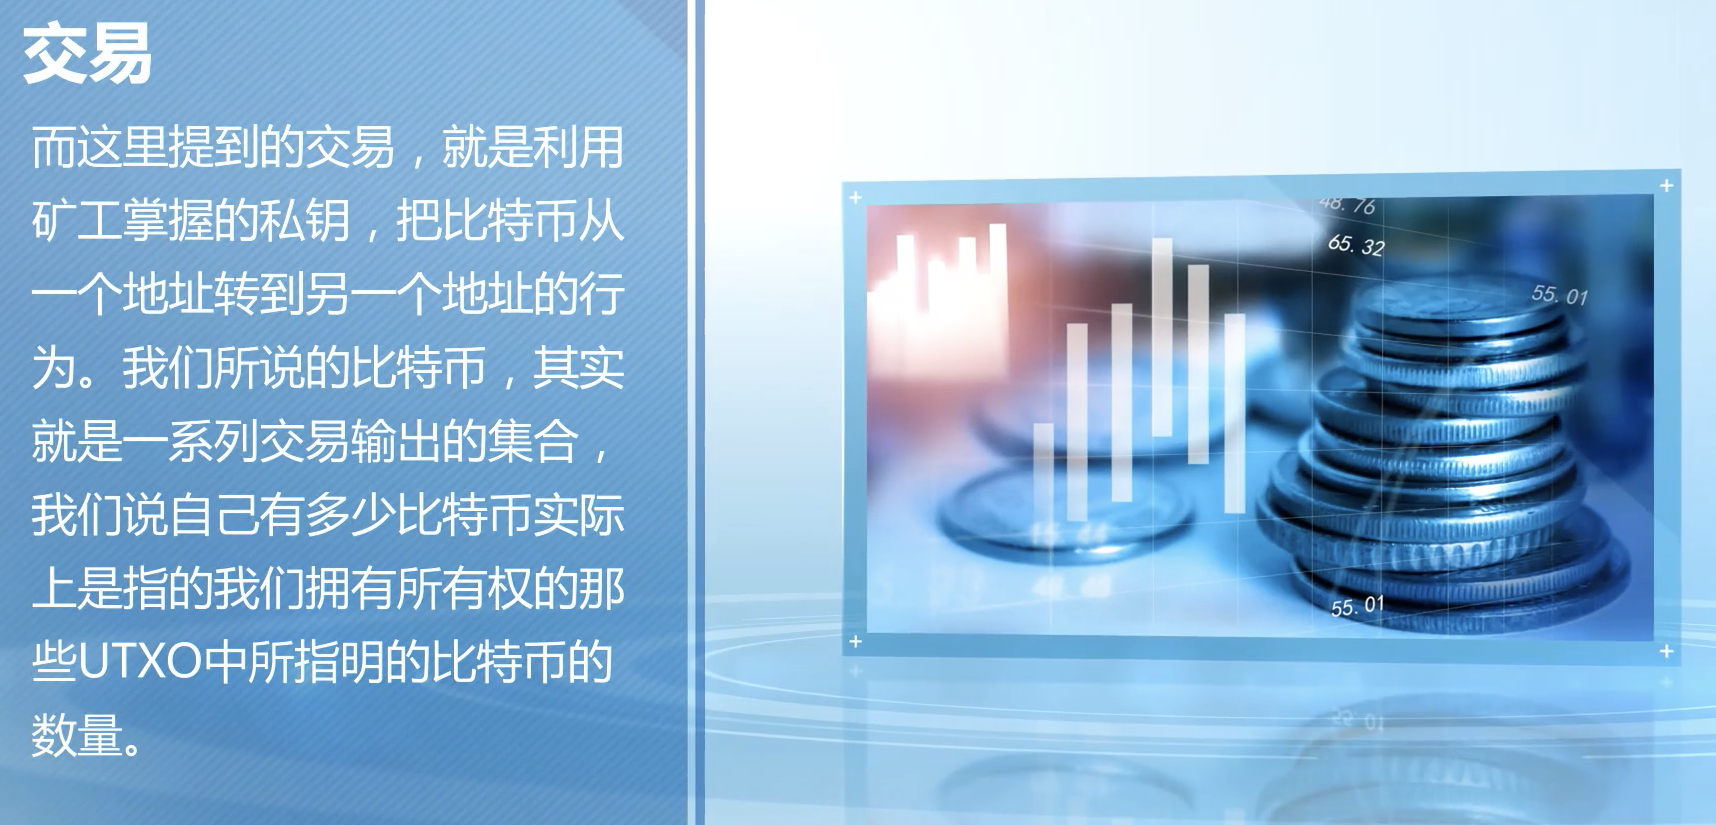 交易
而这里提到的交易，就是利用
矿工掌握的私钥，把比特币从
一个地址转到另一个地址的行
为。我们所说的比特币，其实
就是一系列交易输出的集合，
我们说自己有多少比特币实际
上是指的我们拥有所有权的那
些UTXO中所指明的比特币的
数量。
48.76
65.32
55.01
55.01